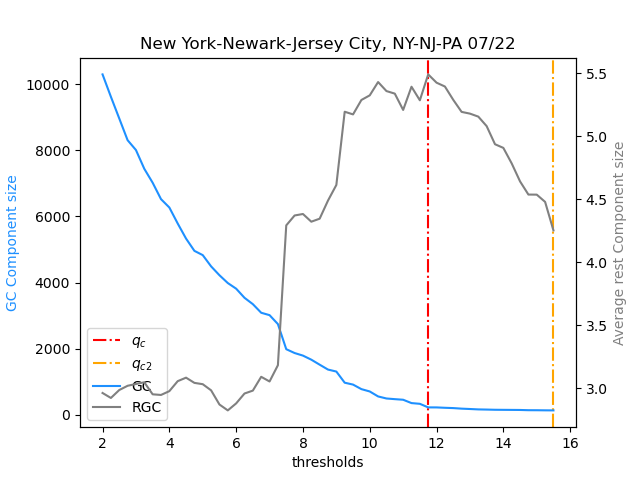 New York-Newark-Jersey City, NY-NJ-PA 07/22
GC Component size
10000
8000
6000
4000
2000
0
5.5
5.0
4.5
4.0
3.5
3.0
Average rest Component size
q_c
q_c2
GC
RGC
2 4 6 8 10 12 14 16
thresholds